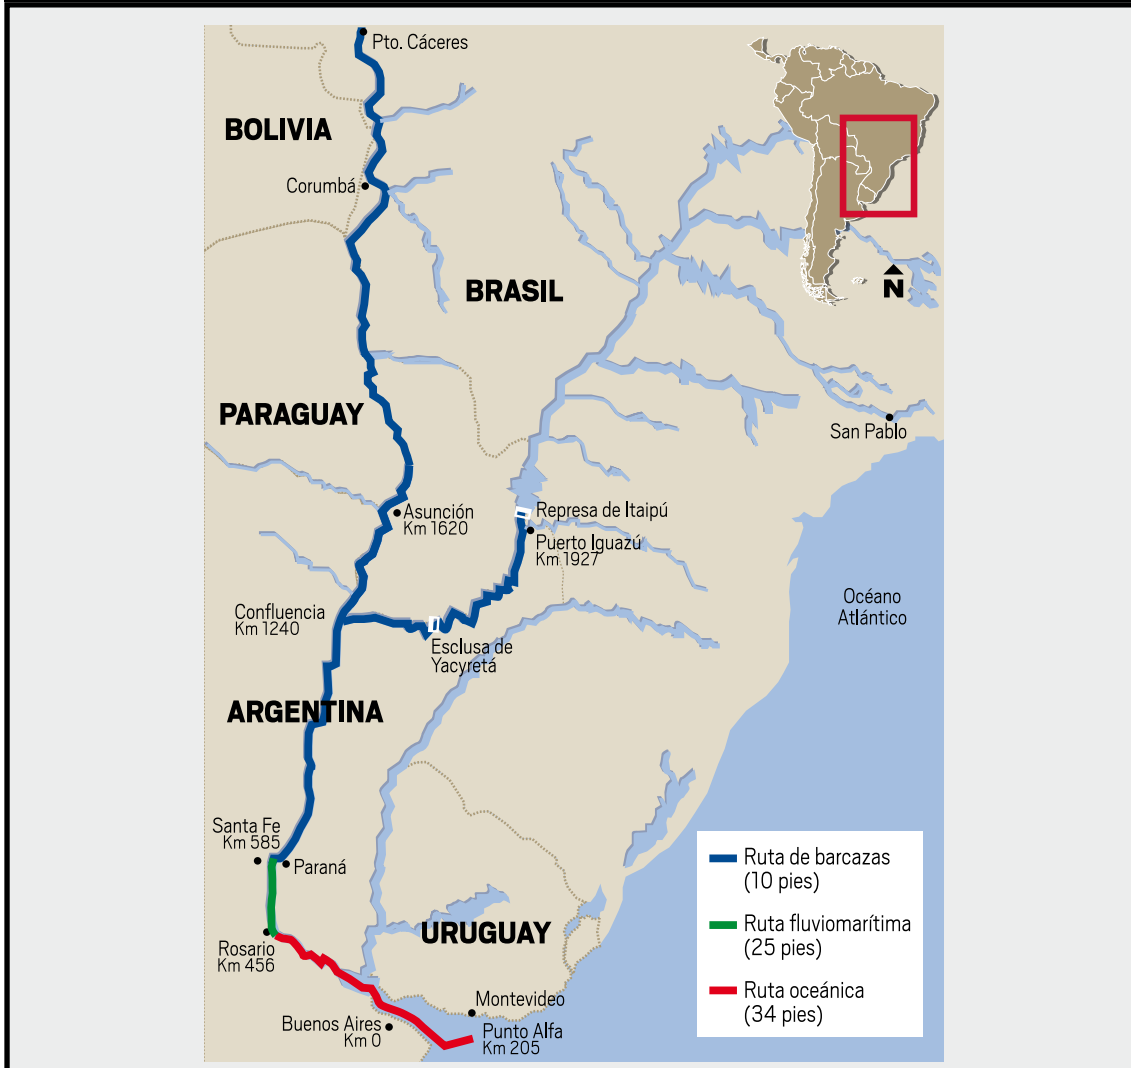 Pto. Cáceres
BOLIVIA
Corumbá
N
BRASIL
PARAGUAY
San Pablo
Asunción
Km 1620
Represa de Itaipú
Puerto Iguazú
Km 1927
Confluencia
Km 1240
Océano
Atlántico
Esclusa de
Yacyretá
ARGENTINA
Santa Fe
Km 585
Paraná
Ruta de barcazas
(10 pies)
Ruta fluviomarítima
(25 pies)
Ruta oceánica
(34 pies)
URUGUAY
Rosario
Km 456
Montevideo
Buenos Aires
Km 0
Punto Alfa
Km 205